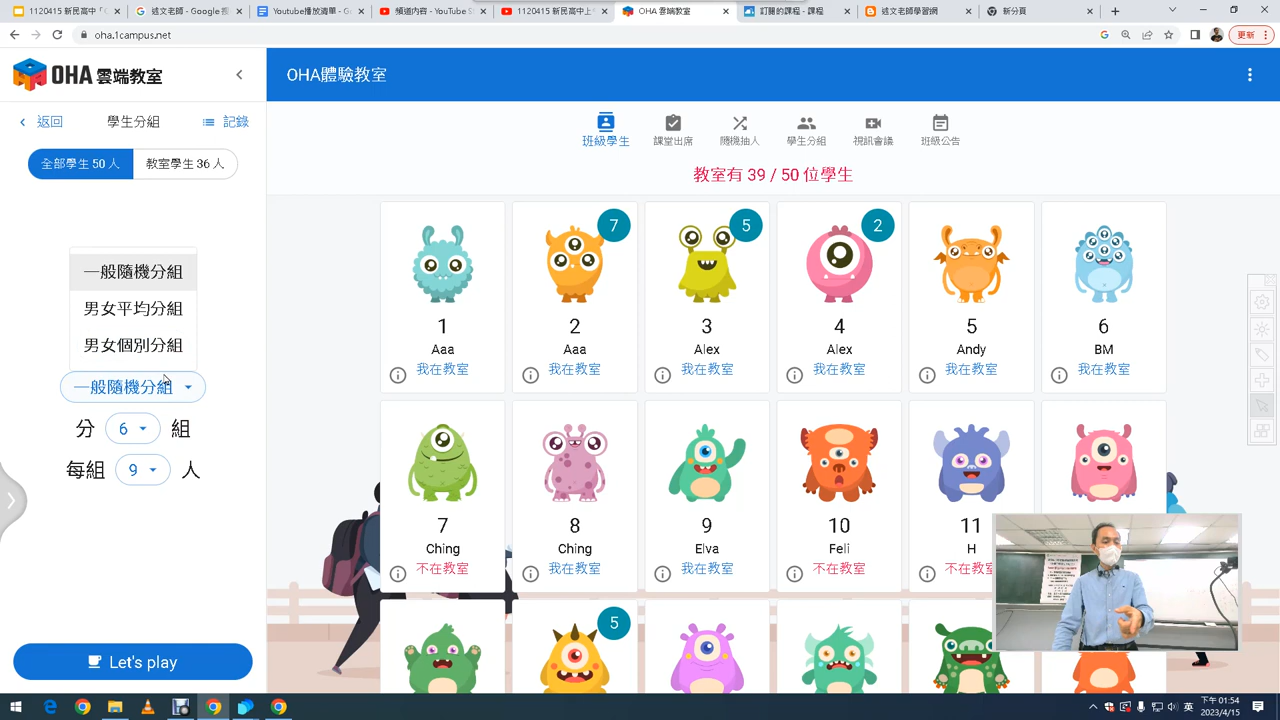 1120415 新民高中「O
達文老師 - Google 搜
Youtube播放清單 - G
頻道內容 - YouTube S
1120415 新民高中上
OHA 雲端教室
訂閱的課程 - 課程
達文老師學習網
新分頁
oha.1campus.net
更新
OHA 雲端教室
OHA體驗教室
返回
學生分組
記錄
全部學生 50 人
教室學生 36 人
一般隨機分組
男女平均分組
男女個別分組
一般隨機分組
分 6 組
每組 9 人
Let's play
班級學生
課堂出席
隨機抽人
學生分組
視訊會議
班級公告
教室有 39 / 50 位學生
7
5
2
1
2
3
4
5
6
Aaa
Aaa
Alex
Alex
Andy
BM
我在教室
我在教室
我在教室
我在教室
我在教室
我在教室
7
8
9
10
11
Ching
Ching
Elva
Feli
H
不在教室
我在教室
我在教室
不在教室
不在教
5
英
下午 01:54
2023/4/15